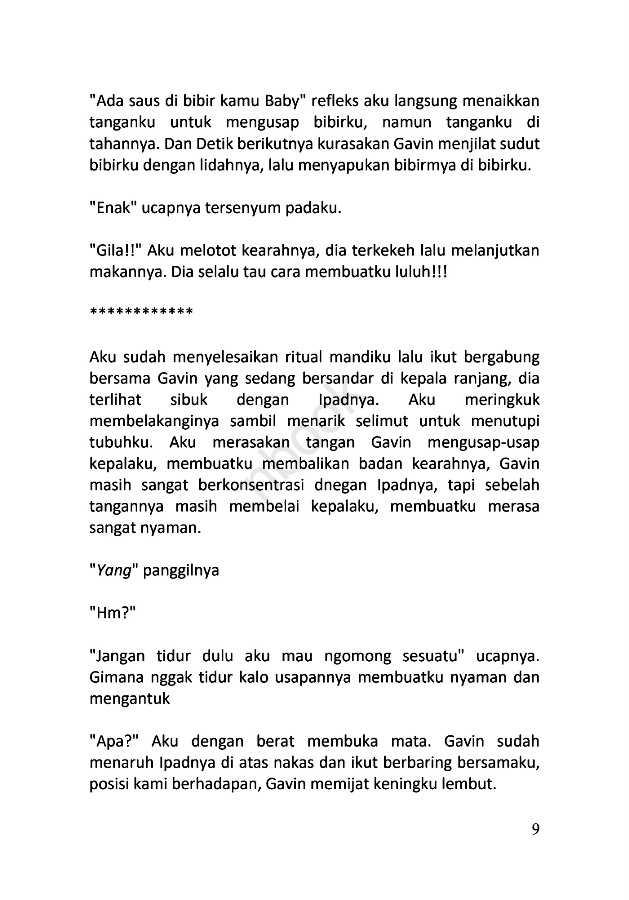 "Ada saus di bibir kamu Baby" refleks aku langsung menaikkan
tanganku untuk mengusap bibirku, namun tanganku di
tahannya. Dan Detik berikutnya kurasakan Gavin menjilat sudut
bibirku dengan lidahnya, lalu menyapukan bibirmya di bibirku.
"Enak" ucapnya tersenyum padaku.
"Gila!!" Aku melotot kearahnya, dia terkekeh lalu melanjutkan
makannya. Dia selalu tau cara membuatku luluh!!!
************
Aku sudah menyelesaikan ritual mandiku lalu ikut bergabung
bersama Gavin yang sedang bersandar di kepala ranjang, dia
terlihat sibuk dengan Ipadnya. Aku meringkuk
membelakanginya sambil menarik selimut untuk menutupi
tubuhku. Aku merasakan tangan Gavin mengusap-usap
kepalaku, membuatku membalikan badan kearahnya, Gavin
masih sangat berkonsentrasi dnegan Ipadnya, tapi sebelah
tangannya masih membelai kepalaku, membuatku merasa
sangat nyaman.
"Yang" panggilnya
"Hm?"
"Jangan tidur dulu aku mau ngomong sesuatu" ucapnya.
Gimana nggak tidur kalo usapannya membuatku nyaman dan
mengantuk
"Apa?" Aku dengan berat membuka mata. Gavin sudah
menaruh Ipadnya di atas nakas dan ikut berbaring bersamaku,
posisi kami berhadapan, Gavin memijat keningku lembut.
9